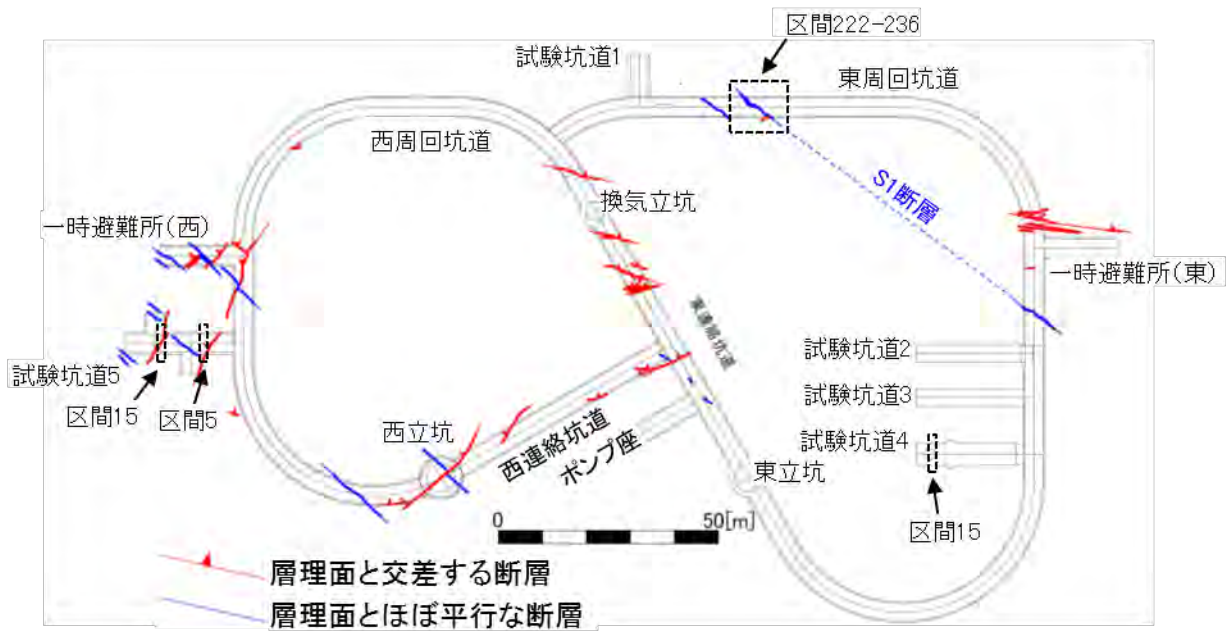 区間222-236
試験坑道1
東周回坑道
西周回坑道
S1断層
換気立坑
一時避難所(西)
一時避難所(東)
東連絡坑道
試験坑道2
試験坑道5
試験坑道3
区間15
区間5
西立坑
試験坑道4
西連絡坑道
ポンプ座
東立坑
区間15
0
50[m]
層理面と交差する断層
層理面とほぼ平行な断層